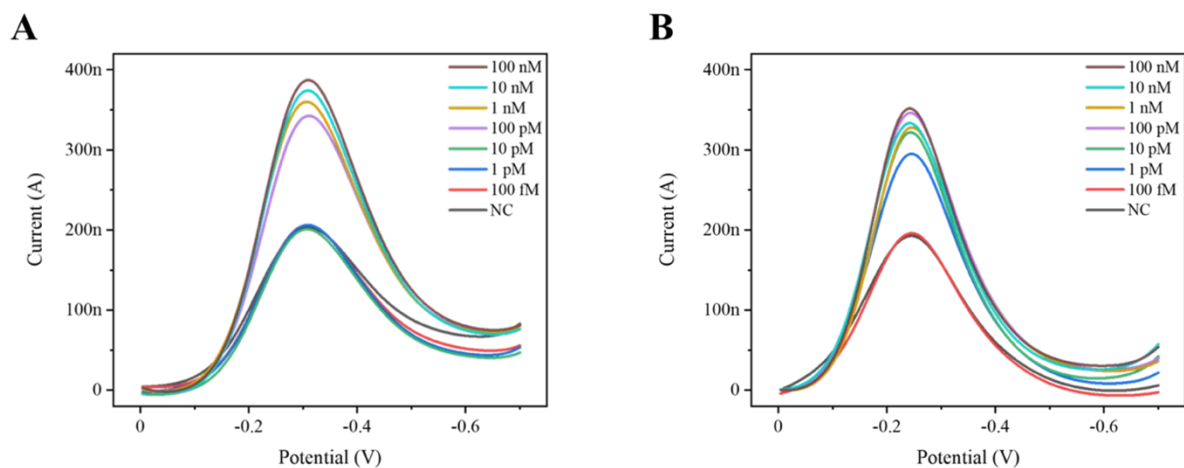 A
400n
300n
200n
100n
0
Current (A)
0
-0.2
-0.4
-0.6
Potential (V)
100 nM
10 nM
1 nM
100 pM
10 pM
1 pM
100 fM
NC
B
400n
300n
200n
100n
0
Current (A)
0
-0.2
-0.4
-0.6
Potential (V)
100 nM
10 nM
1 nM
100 pM
10 pM
1 pM
100 fM
NC